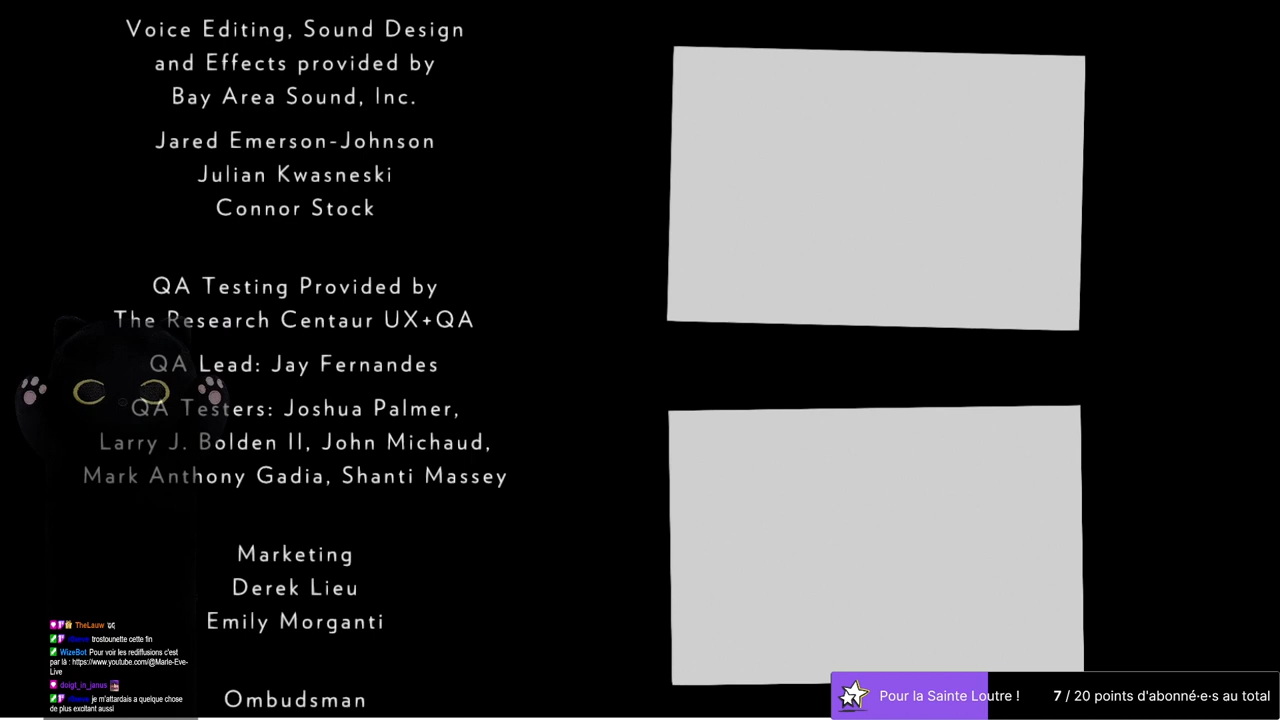 Voice Editing, Sound Design
and Effects provided by
Bay Area Sound, Inc.
Jared Emerson-Johnson
Julian Kwasneski
Connor Stock
QA Testing Provided by
The Research Centaur UX+QA
QA Lead: Jay Fernandes
QA Testers: Joshua Palmer,
Larry J. Bolden II, John Michaud,
Mark Anthony Gadia, Shanti Massey
Marketing
Derek Lieu
Emily Morganti
Ombudsman
TheLauw
trostounette cette fin
WizeBot Pour voir les rediffusions c'est
par là : https://www.youtube.com/@Marie-Eve-
Live
doigt_in_janus
je m'attardais a quelque chose
de plus excitant aussi
Pour la Sainte Loutre ! 7 / 20 points d'abonné·e·s au total